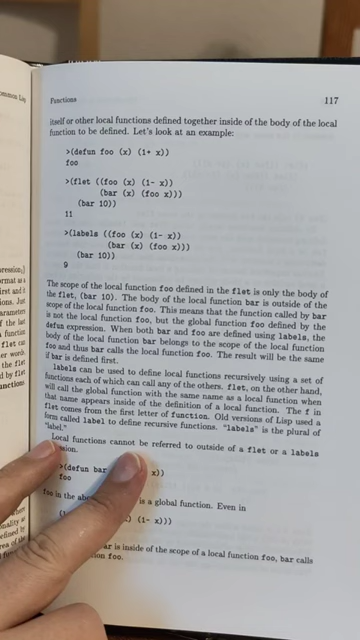 ommon Lisp
Functions 117
itself or other local functions defined together inside of the body of the local
function to be defined. Let's look at an example:
>(defun foo (x) (1+ x))
foo
>(flet ((foo (x) (1- x))
(bar (x) (foo x)))
(bar 10))
11
>(labels ((foo (x) (1- x))
(bar (x) (foo x)))
(bar 10))
9
The scope of the local function foo defined in the flet is only the body of
the flet, (bar 10). The body of the local function bar is outside of the
scope of the local function foo. This means that the function called by bar
is not the local function foo, but the global function foo defined by the
defun expression. When both bar and foo are defined using labels, the
body of the local function bar belongs to the scope of the local function
foo and thus bar calls the local function foo. The result will be the same
if bar is defined first.
labels can be used to define local functions recursively using a set of
functions each of which can call any of the others. flet, on the other hand,
will call the global function with the same name as a local function when
that name appears inside of the definition of a local function. The f in
flet comes from the first letter of function. Old versions of Lisp used a
form called label to define recursive functions. "labels" is the plural of
"label."
Local functions cannot be referred to outside of a flet or a labels
sion.
>(defun bar x))
foo
foo in the is a global function. Even in
x) (1- x)))
ar is inside of the scope of a local function foo, bar calls
ion foo.